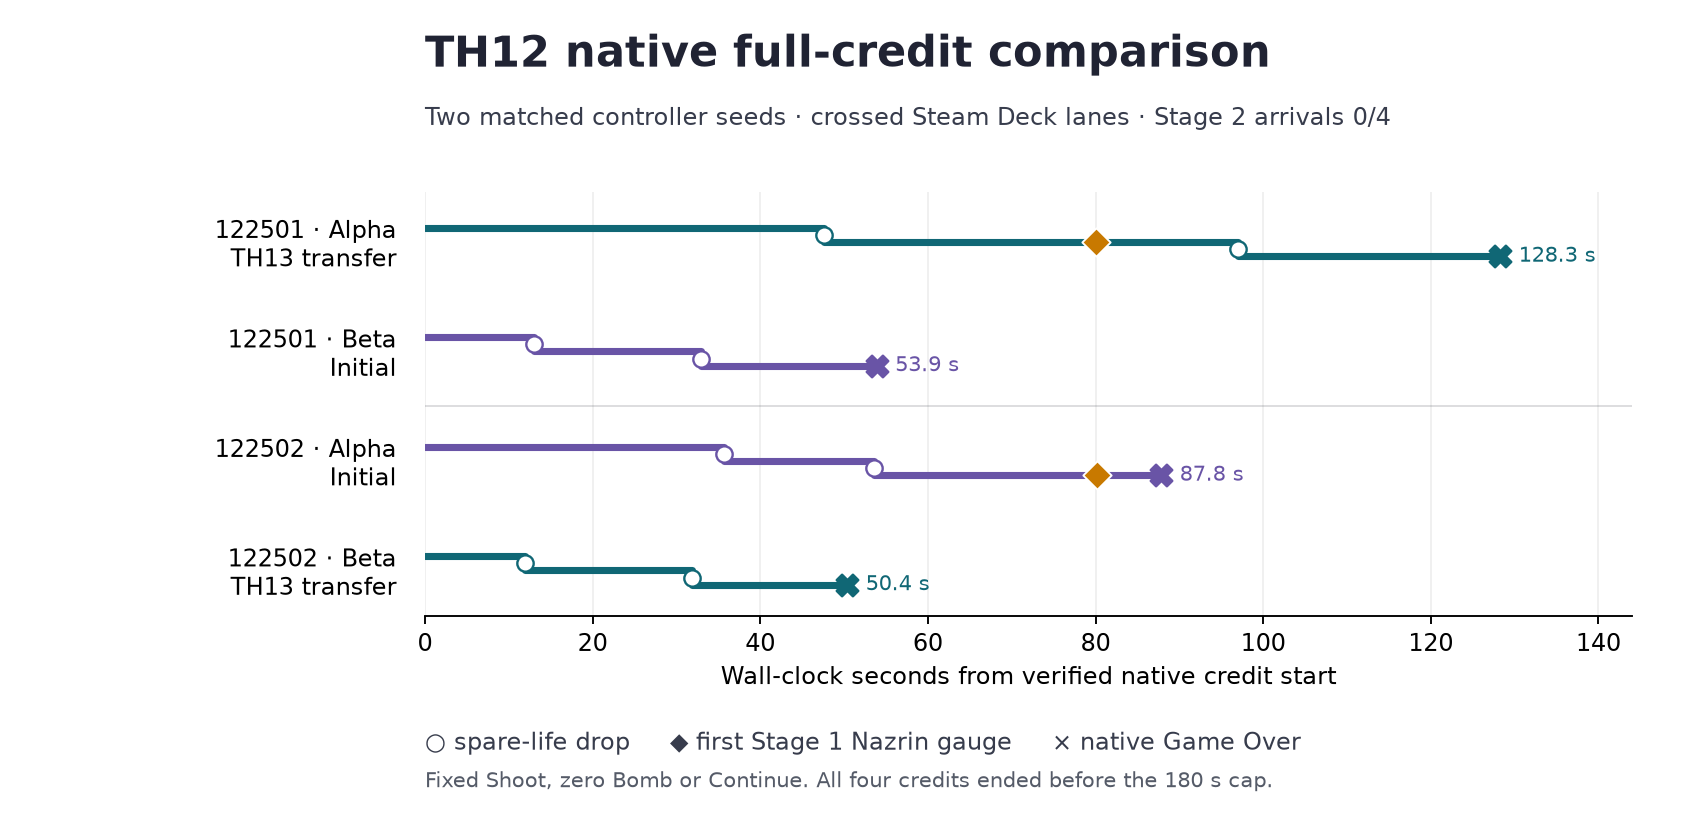 TH12 native full-credit comparison
Two matched controller seeds · crossed Steam Deck lanes · Stage 2 arrivals 0/4
122501 · Alpha
TH13 transfer
128.3 s
122501 · Beta
Initial
53.9 s
122502 · Alpha
Initial
87.8 s
122502 · Beta
TH13 transfer
50.4 s
0 20 40 60 80 100 120 140
Wall-clock seconds from verified native credit start
○ spare-life drop ◆ first Stage 1 Nazrin gauge × native Game Over
Fixed Shoot, zero Bomb or Continue. All four credits ended before the 180 s cap.